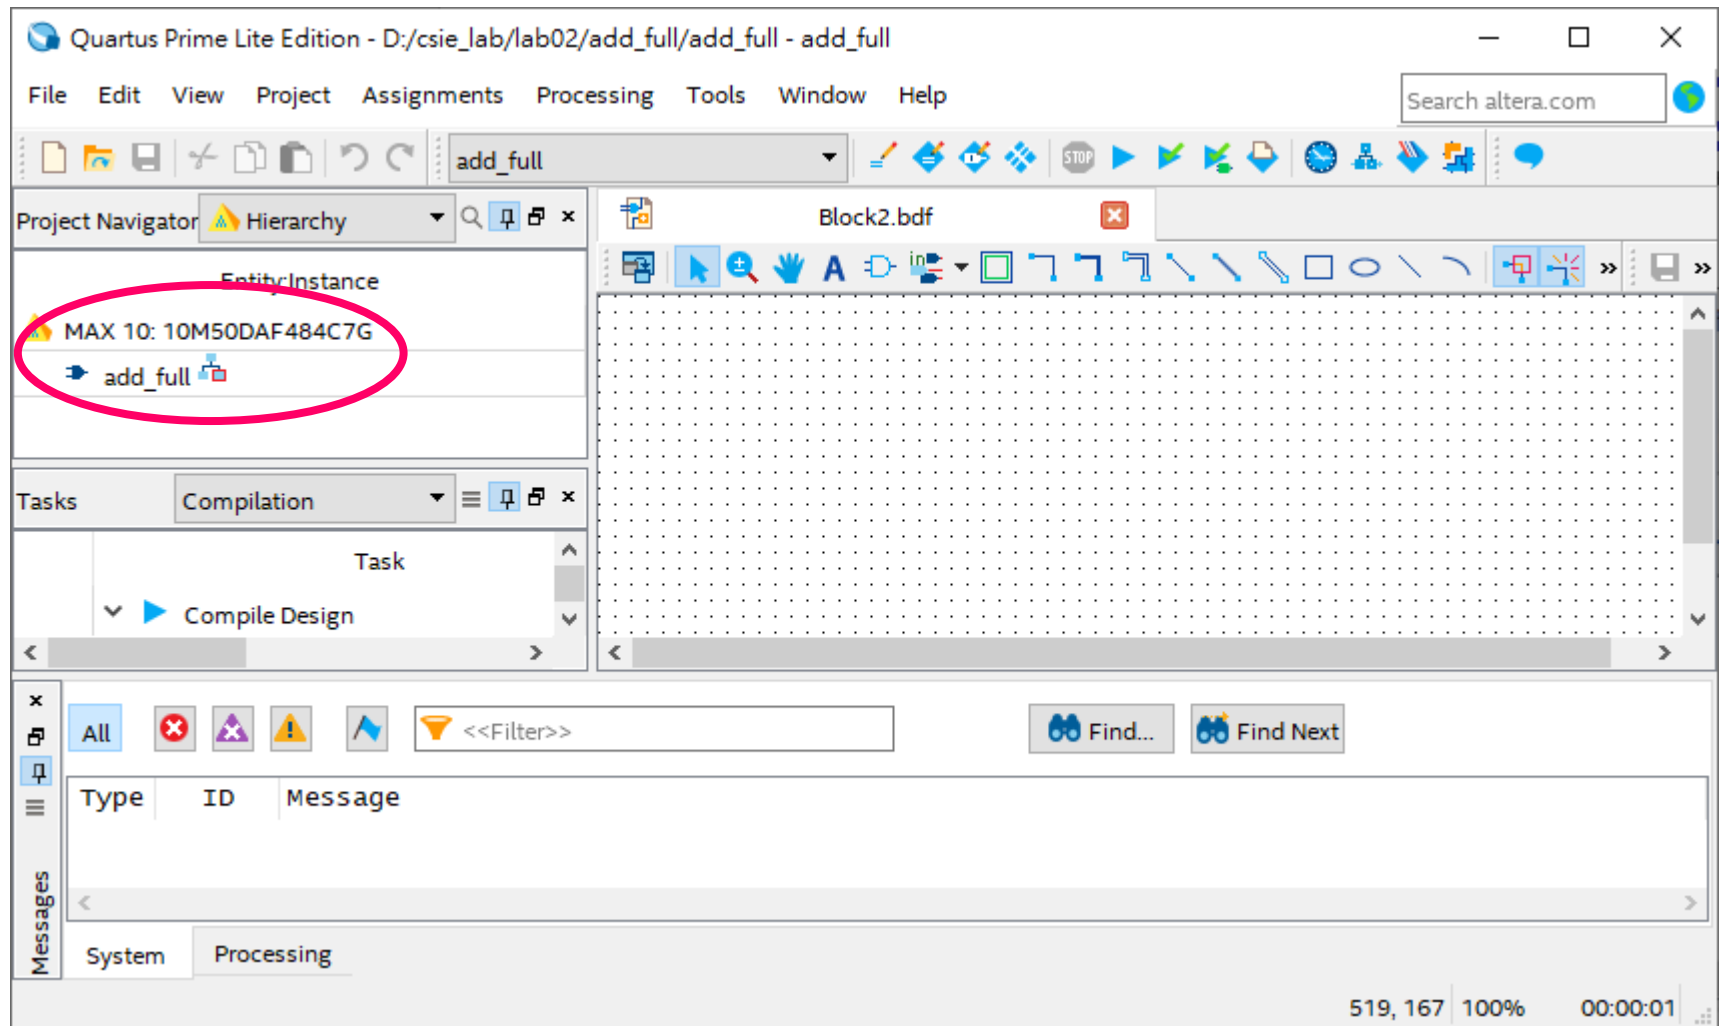 Quartus Prime Lite Edition - D:/csie_lab/lab02/add_full/add_full - add_full
File Edit View Project Assignments Processing Tools Window Help
Search altera.com
STOP
add_full
Project Navigator Hierarchy
Block2.bdf
A in
Entity:Instance
MAX 10: 10M50DAF484C7G
add_full
Tasks Compilation
Task
Compile Design
All <<Filter>> Find... Find Next
Type ID Message
Messages
System Processing
519, 167 100% 00:00:01